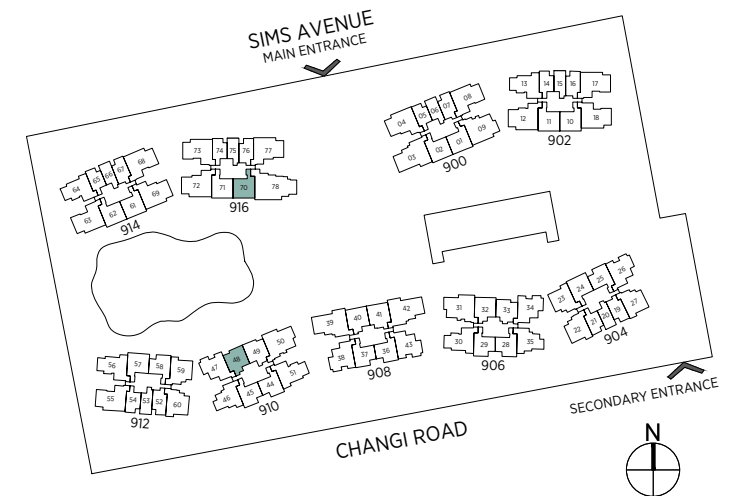 SIMS AVENUE
MAIN ENTRANCE
04 05 06 07 08
03 02 01 09
900
13 14 15 16 17
12 11 10 18
902
64 65 66 67 68
63 62 61 69
914
73 74 75 76 77
72 71 70 78
916
23 24 25 26
22 21 20 19 27
904
31 32 33 34
30 29 28 35
906
39 40 41 42
38 37 36 43
908
47 48 49 50
46 45 44 51
910
56 57 58 59
55 54 53 52 60
912
SECONDARY ENTRANCE
CHANGI ROAD
N